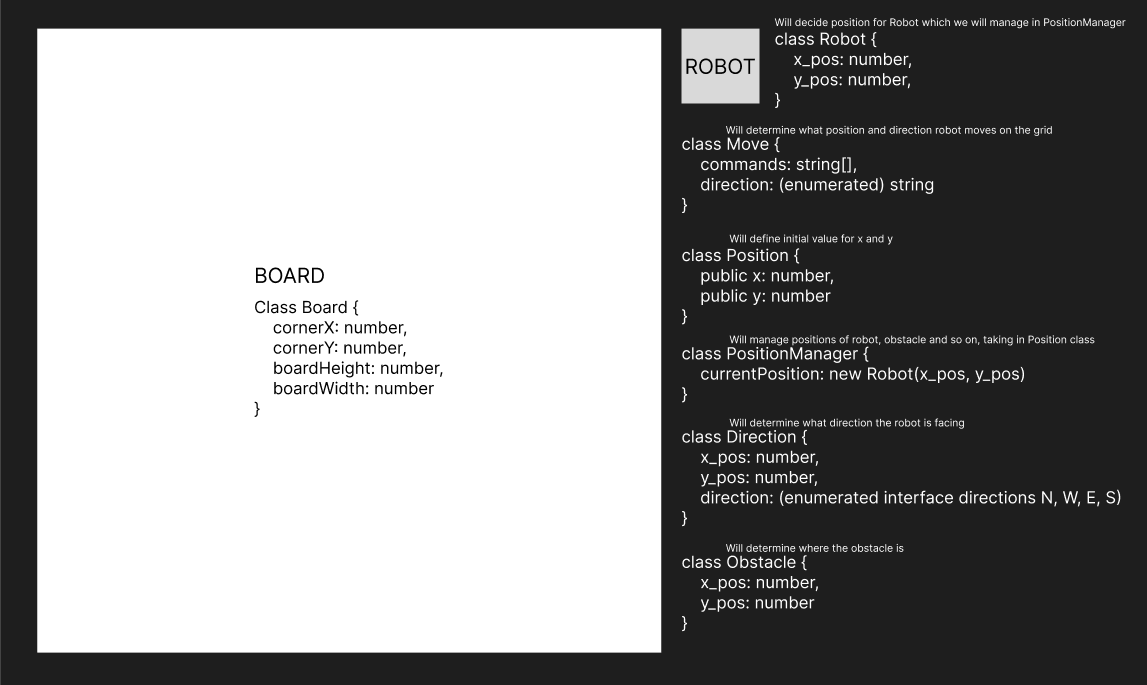 BOARD
Class Board {
cornerX: number,
cornerY: number,
boardHeight: number,
boardWidth: number
}
ROBOT
Will decide position for Robot which we will manage in PositionManager
class Robot {
x_pos: number,
y_pos: number,
}
Will determine what position and direction robot moves on the grid
class Move {
commands: string[],
direction: (enumerated) string
}
Will define initial value for x and y
class Position {
public x: number,
public y: number
}
Will manage positions of robot, obstacle and so on, taking in Position class
class PositionManager {
currentPosition: new Robot(x_pos, y_pos)
}
Will determine what direction the robot is facing
class Direction {
x_pos: number,
y_pos: number,
direction: (enumerated interface directions N, W, E, S)
}
Will determine where the obstacle is
class Obstacle {
x_pos: number,
y_pos: number
}